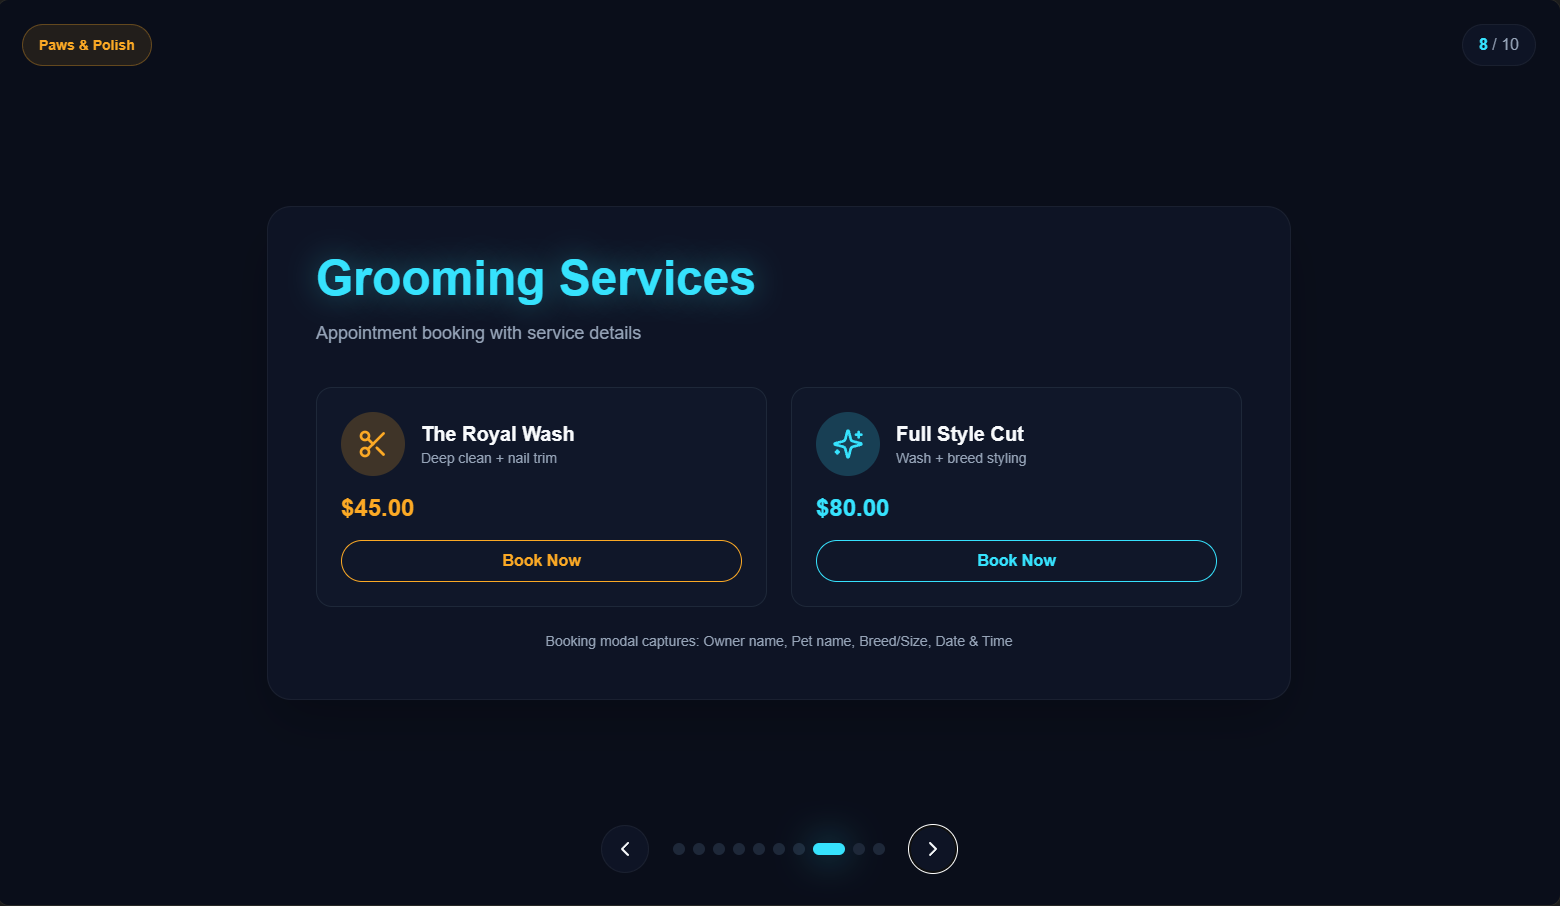 Paws & Polish
8 / 10
Grooming Services
Appointment booking with service details
The Royal Wash
Deep clean + nail trim
$45.00
Book Now
Full Style Cut
Wash + breed styling
$80.00
Book Now
Booking modal captures: Owner name, Pet name, Breed/Size, Date & Time